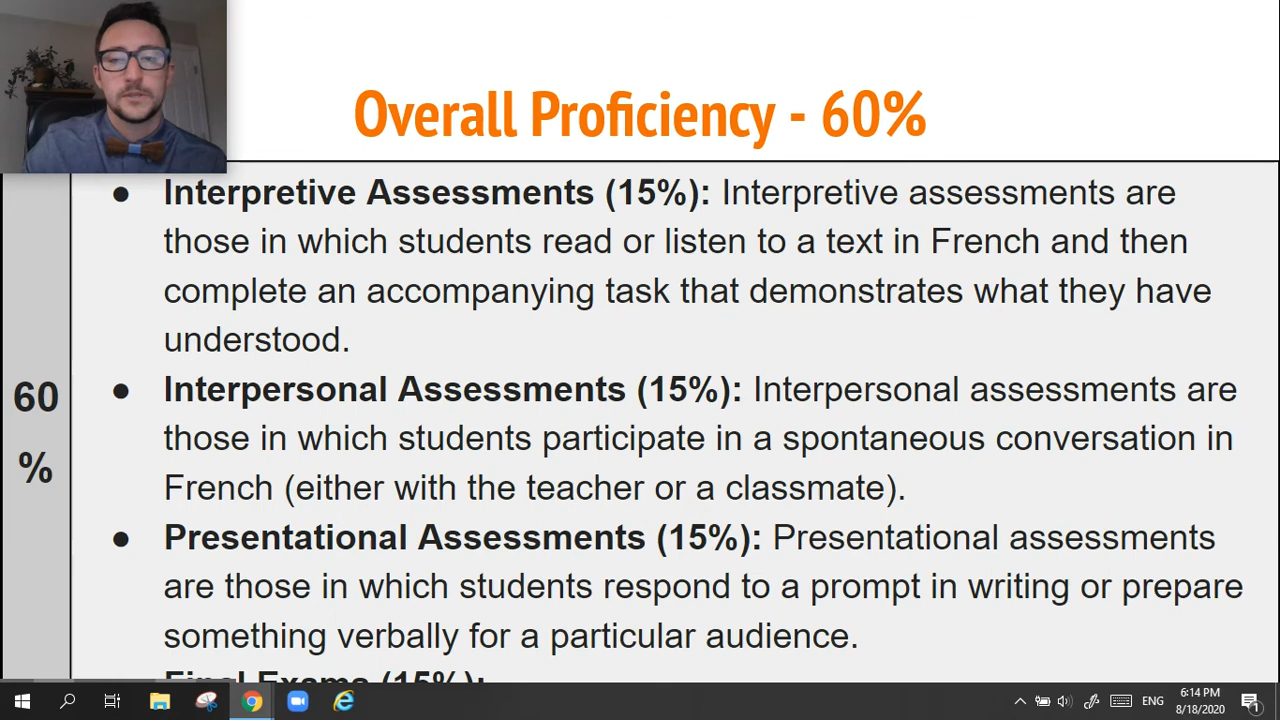 Overall Proficiency - 60%
● Interpretive Assessments (15%): Interpretive assessments are
those in which students read or listen to a text in French and then
complete an accompanying task that demonstrates what they have
understood.
60
%
● Interpersonal Assessments (15%): Interpersonal assessments are
those in which students participate in a spontaneous conversation in
French (either with the teacher or a classmate).
● Presentational Assessments (15%): Presentational assessments
are those in which students respond to a prompt in writing or prepare
something verbally for a particular audience.
Final Exams (15%):
ENG
6:14 PM
8/18/2020
1